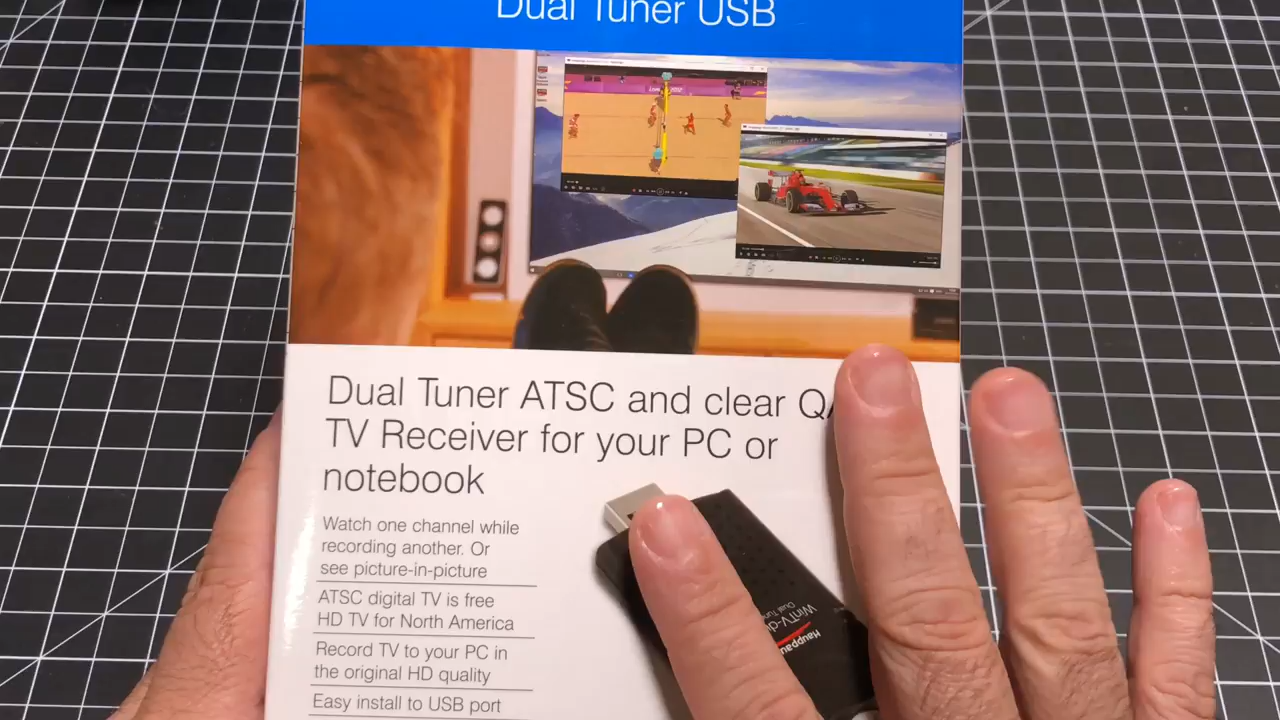 Dual Tuner USB
Dual Tuner ATSC and clear
TV Receiver for your PC or
notebook
Watch one channel while
recording another. Or
see picture-in-picture
ATSC digital TV is free
HD TV for North America
Record TV to your PC in
the original HD quality
Easy install to USB port